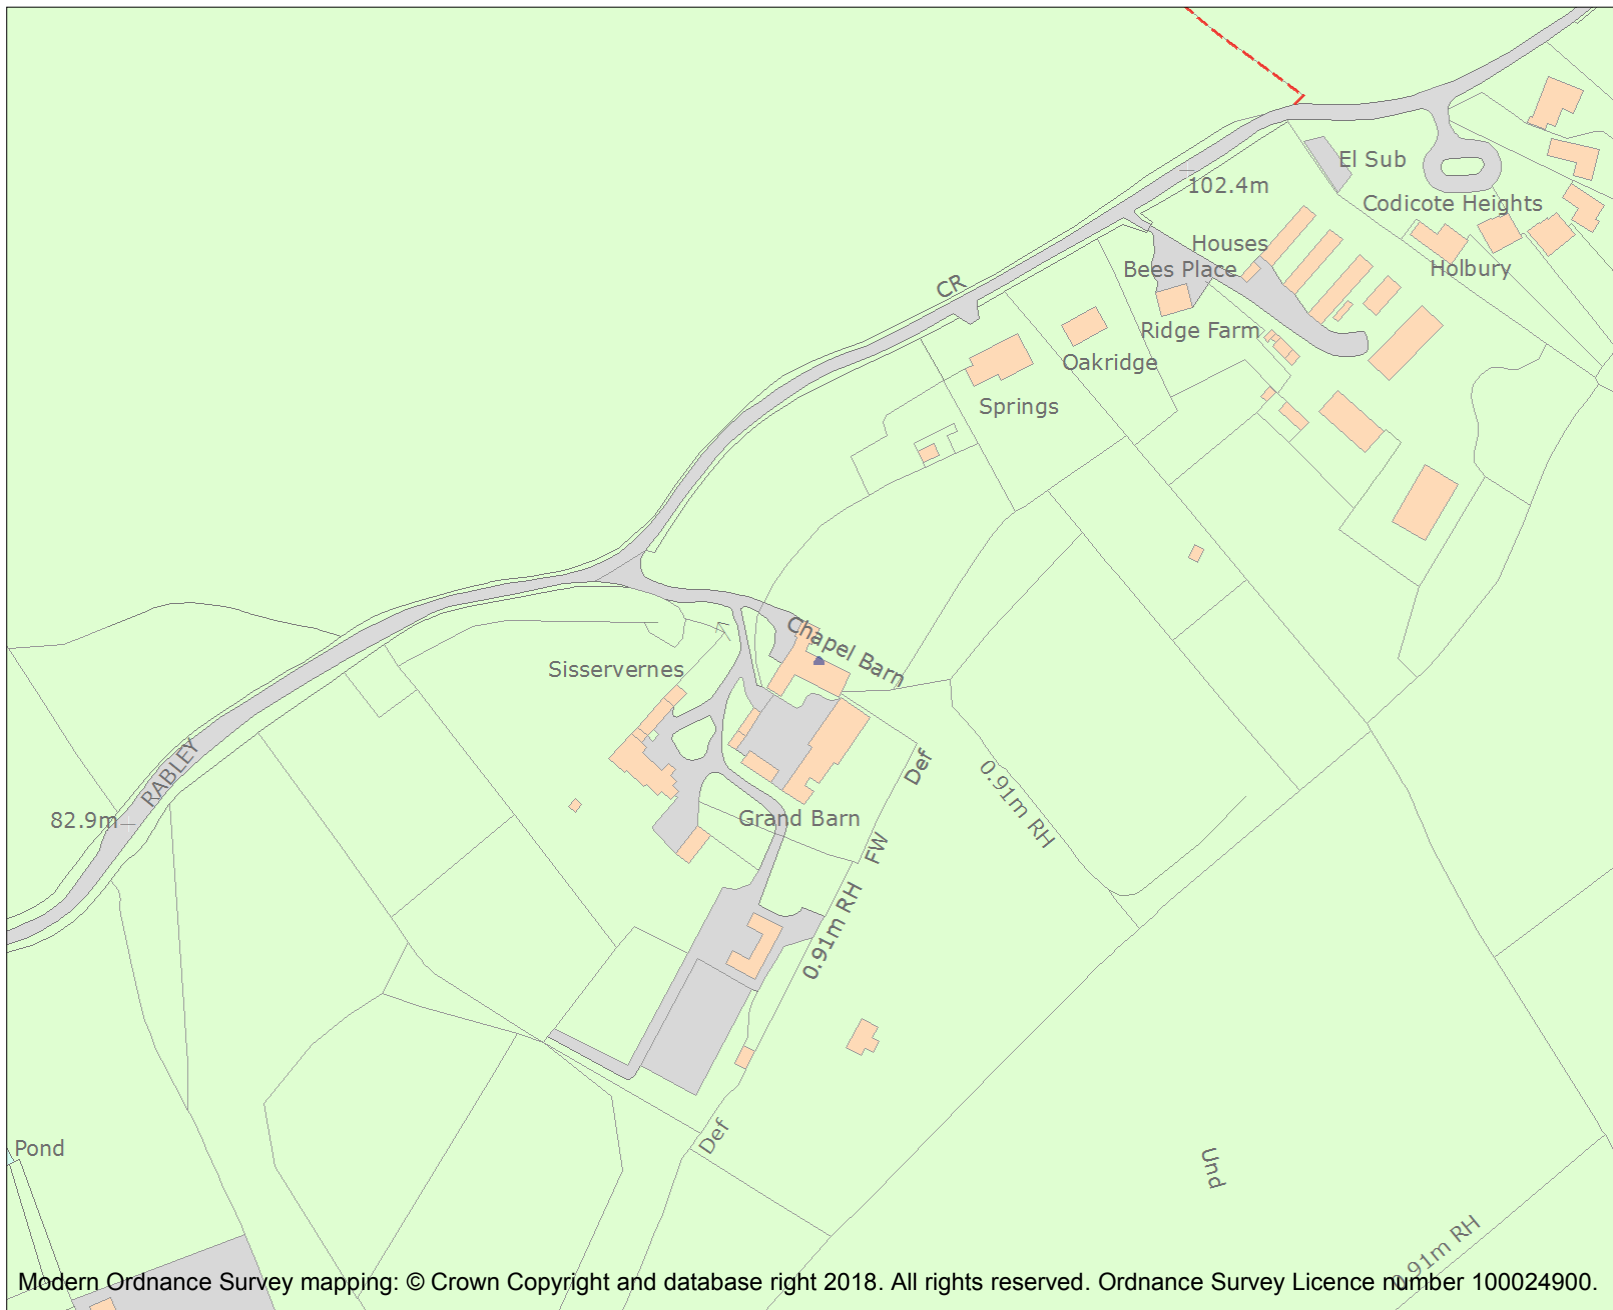 El Sub
102.4m
Codicote Heights
Houses
Bees Place
Holbury
CR
Ridge Farm
Oakridge
Springs
Chapel Barn
Sisservernes
RABLEY
Def
0.91m RH
82.9m
Grand Barn
FW
0.91m RH
Def
Pond
Und
0.91m RH
Modern Ordnance Survey mapping: © Crown Copyright and database right 2018. All rights reserved. Ordnance Survey Licence number 100024900.